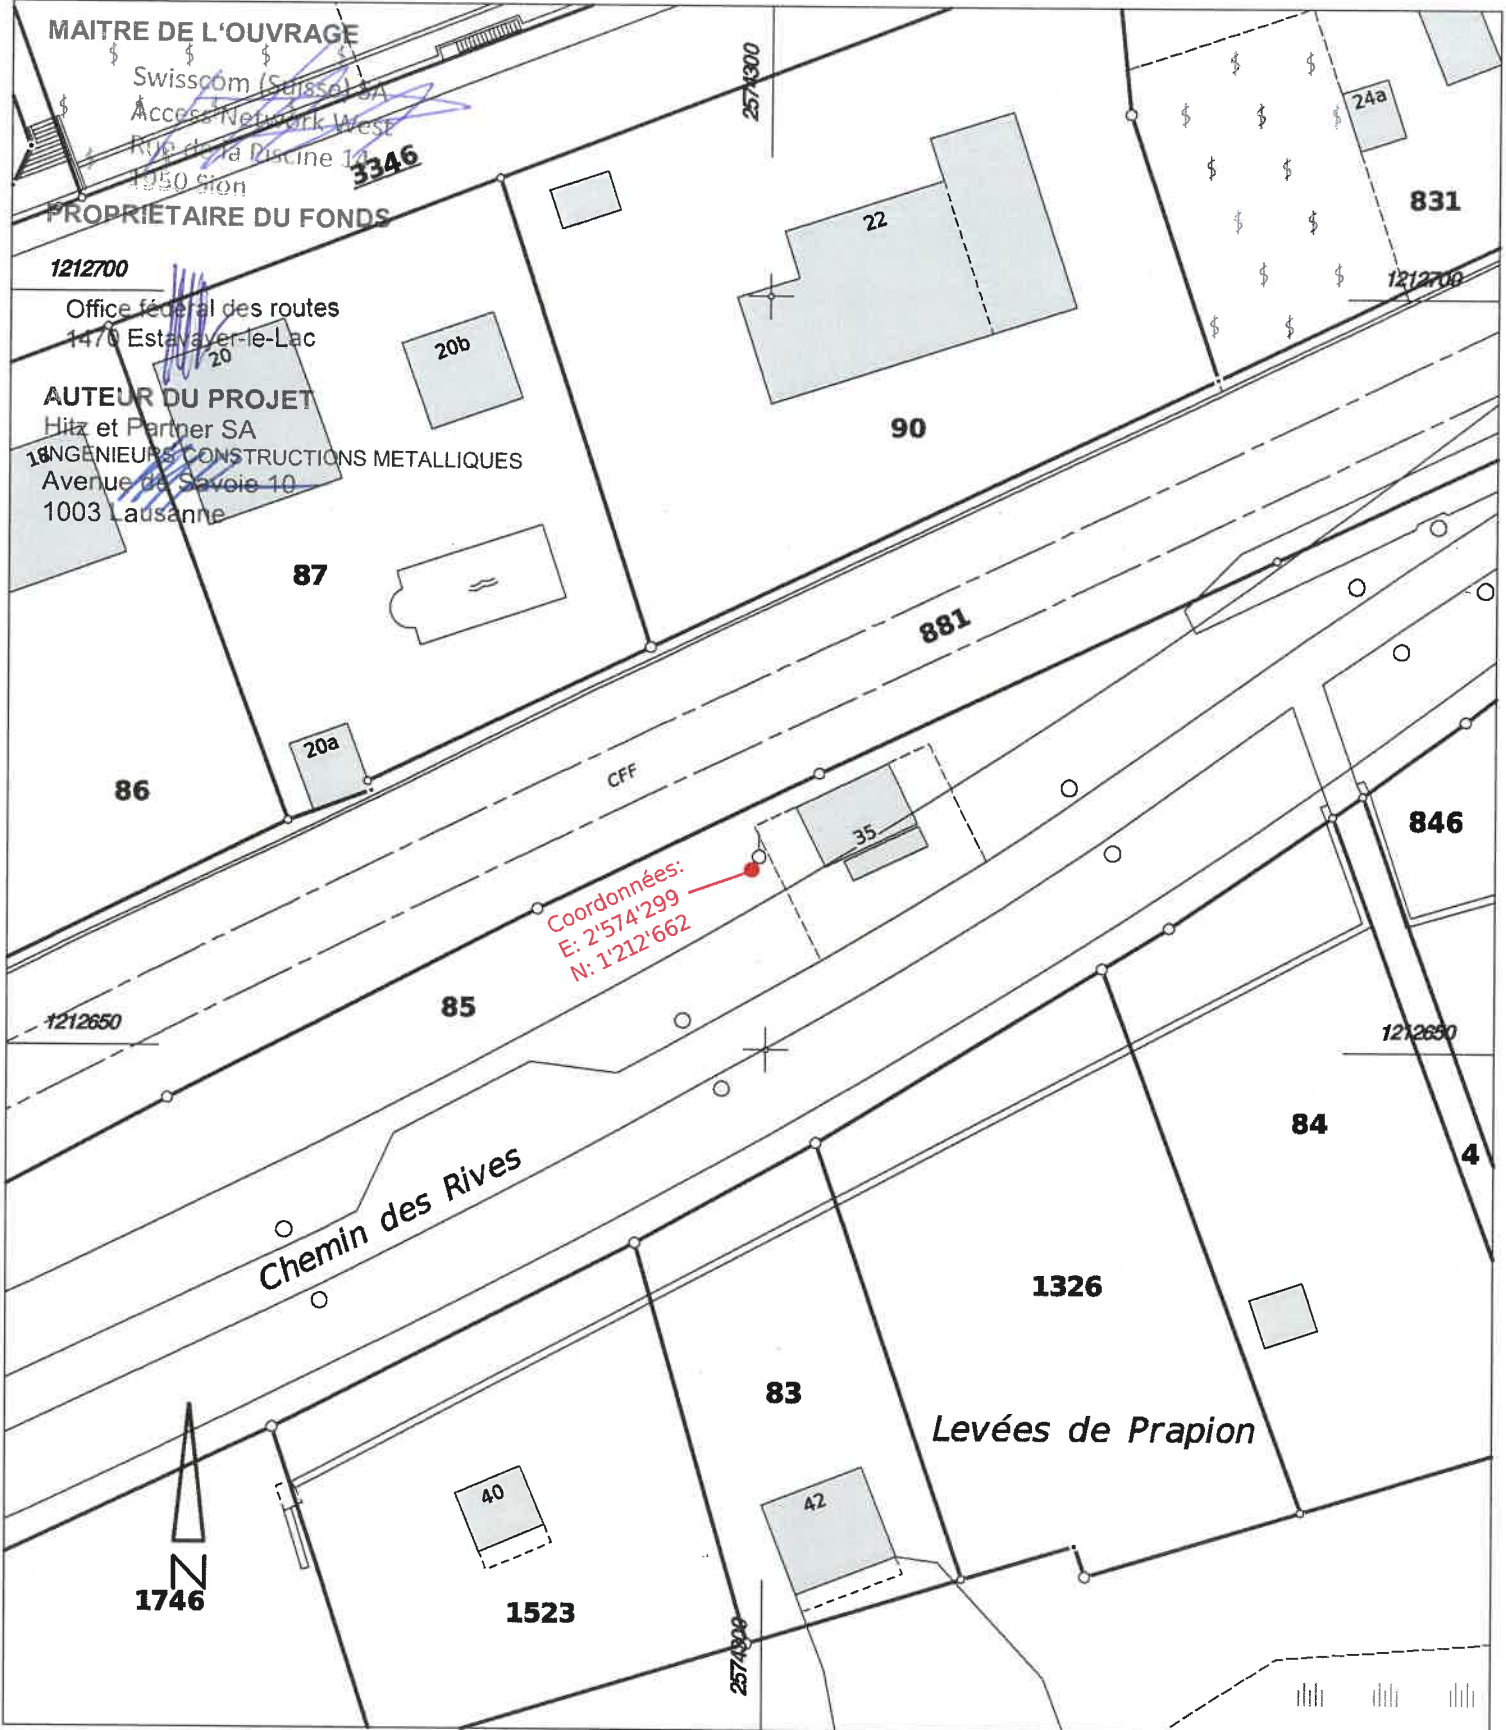 MAITRE DE L'OUVRAGE
Swisscom (Suisse) SA
Access Network West
Rue de la Piscine 14
1950 Sion
PROPRIETAIRE DU FONDS
1212700
Office fédéral des routes
1470 Estavayer-le-Lac
AUTEUR DU PROJET
Hitz et Partner SA
INGENIEURS CONSTRUCTIONS METALLIQUES
Avenue de Savoie 10
1003 Lausanne
3346
2574300
22
24a
831
1212700
20
20b
18
90
87
881
20a
86
CFF
35
846
Coordonnées:
E: 2'574'299
N: 1'212'662
85
1212650
1212650
84
4
Chemin des Rives
1326
83
Levées de Prapion
40
42
N
1746
1523
2574300